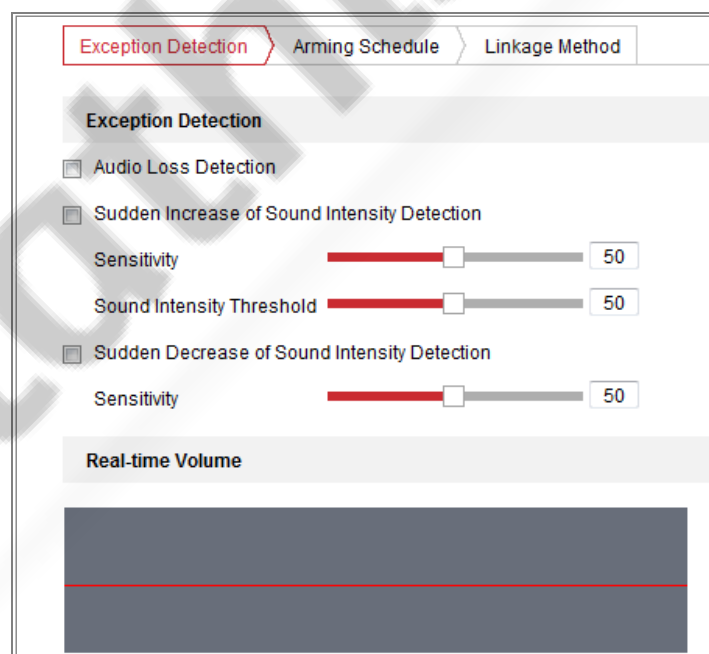 Exception Detection Arming Schedule Linkage Method
Exception Detection
Audio Loss Detection
Sudden Increase of Sound Intensity Detection
Sensitivity 50
Sound Intensity Threshold 50
Sudden Decrease of Sound Intensity Detection
Sensitivity 50
Real-time Volume